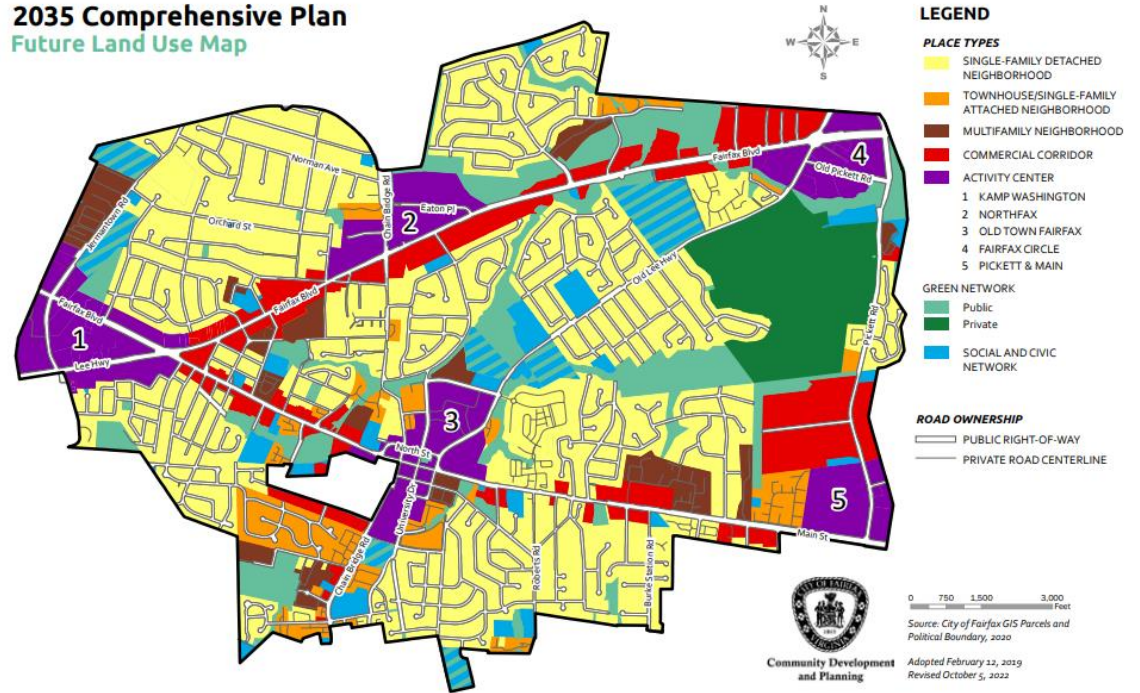 2035 Comprehensive Plan
Future Land Use Map
N
W E
S
LEGEND
PLACE TYPES
SINGLE-FAMILY DETACHED
NEIGHBORHOOD
TOWNHOUSE/SINGLE-FAMILY
ATTACHED NEIGHBORHOOD
MULTIFAMILY NEIGHBORHOOD
COMMERCIAL CORRIDOR
ACTIVITY CENTER
1 KAMP WASHINGTON
2 NORTHFAX
3 OLD TOWN FAIRFAX
4 FAIRFAX CIRCLE
5 PICKETT & MAIN
GREEN NETWORK
Public
Private
SOCIAL AND CIVIC
NETWORK
ROAD OWNERSHIP
PUBLIC RIGHT-OF-WAY
PRIVATE ROAD CENTERLINE
Norman Ave
Chain Bridge Rd
Fairfax Blvd
4
Old Pickett Rd
Jermantown Rd
Orchard St
Eaton Pl
2
Old Lee Hwy
Fairfax Blvd
Fairfax Blvd
1
Lee Hwy
Pickett Rd
3
North St
University Dr
5
Main St
Chain Bridge Rd
Roberts Rd
Burke Station Rd
CITY OF FAIRFAX
VIRGINIA
Community Development
and Planning
0 750 1,500 3,000
Feet
Source: City of Fairfax GIS Parcels and
Political Boundary, 2020
Adopted February 12, 2019
Revised October 5, 2022